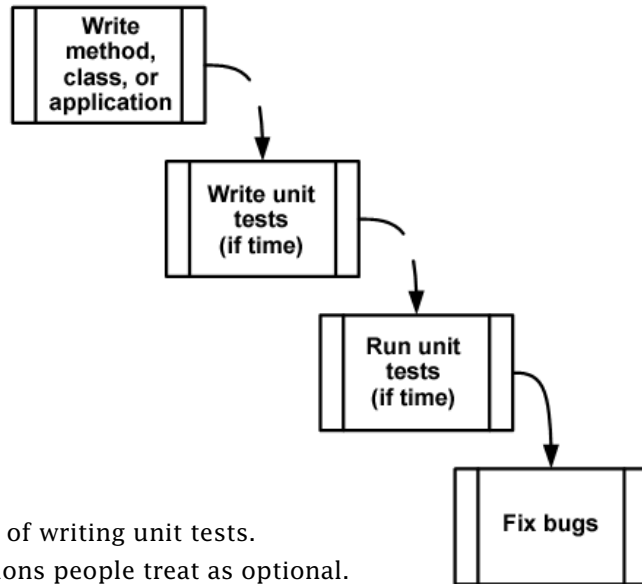 Write
method,
class, or
application
Write unit
tests
(if time)
Run unit
tests
(if time)
Fix bugs
of writing unit tests.
ions people treat as optional.